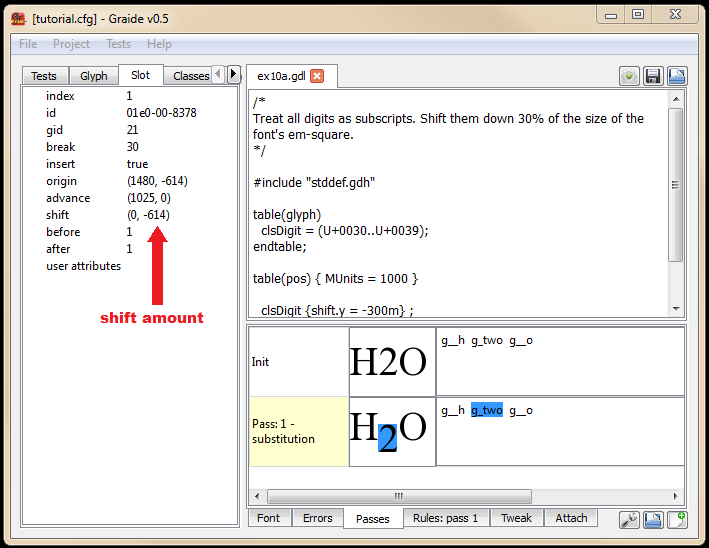 [tutorial.cfg] - Graide v0.5
File Project Tests Help
Tests Glyph Slot Classes
index 1
id 01e0-00-8378
gid 21
break 30
insert true
origin (1480, -614)
advance (1025, 0)
shift (0, -614)
before 1
after 1
user attributes
shift amount
ex10a.gdl
/*
Treat all digits as subscripts. Shift them down 30% of the size of the
font's em-square.
*/
#include "stddef.gdh"
table(glyph)
clsDigit = (U+0030..U+0039);
endtable;
table(pos) { MUnits = 1000 }
clsDigit {shift.y = -300m} ;
Init H2O g__h g_two g__o
Pass: 1 -
substitution
H2O g__h g_two g__o
Font Errors Passes Rules: pass 1 Tweak Attach